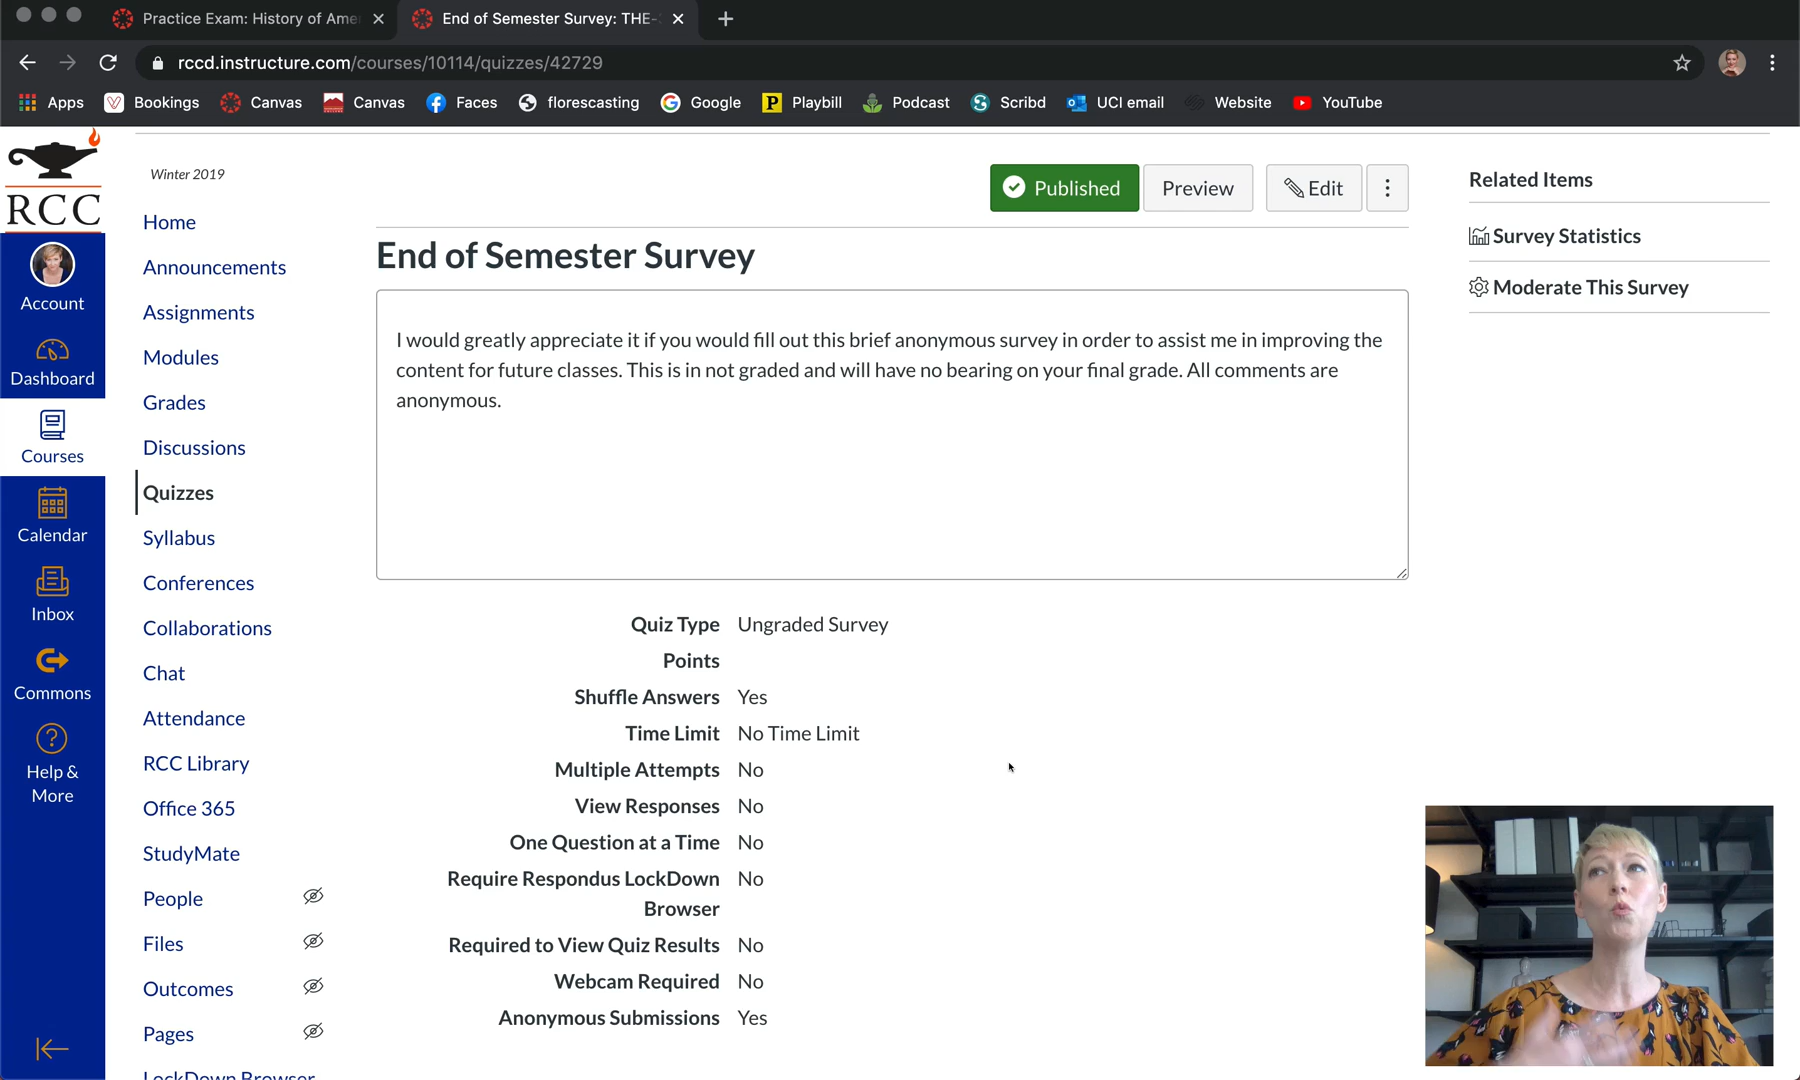 Practice Exam: History of Ame
End of Semester Survey: THE-
rccd.instructure.com/courses/10114/quizzes/42729
Apps
Bookings
Canvas
Canvas
Faces
florescasting
Google
Playbill
Podcast
Scribd
UCI email
Website
YouTube
RCC
Account
Dashboard
Courses
Calendar
Inbox
Commons
Help &
More
Winter 2019
Home
Announcements
Assignments
Modules
Grades
Discussions
Quizzes
Syllabus
Conferences
Collaborations
Chat
Attendance
RCC Library
Office 365
StudyMate
People
Files
Outcomes
Pages
LockDown Browser
Published
Preview
Edit
End of Semester Survey
I would greatly appreciate it if you would fill out this brief anonymous survey in order to assist me in improving the
content for future classes. This is in not graded and will have no bearing on your final grade. All comments are
anonymous.
Quiz Type Ungraded Survey
Points
Shuffle Answers Yes
Time Limit No Time Limit
Multiple Attempts No
View Responses No
One Question at a Time No
Require Respondus LockDown No
Browser
Required to View Quiz Results No
Webcam Required No
Anonymous Submissions Yes
Related Items
Survey Statistics
Moderate This Survey